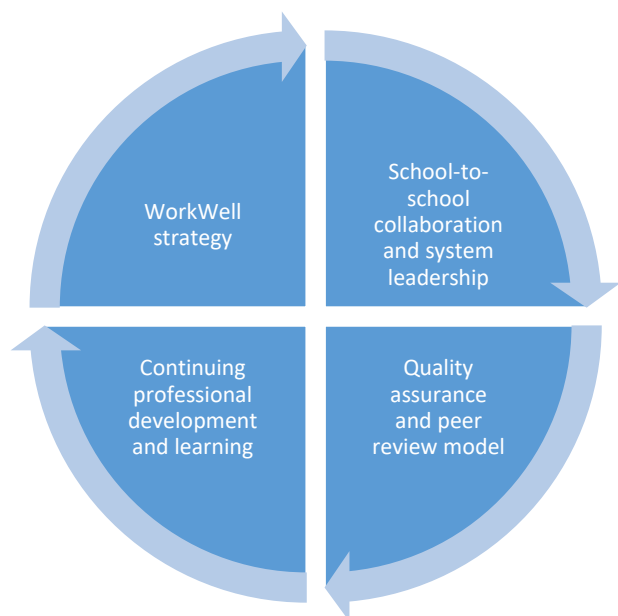 WorkWell
strategy
School-to-
school
collaboration
and system
leadership
Continuing
professional
development
and learning
Quality
assurance
and peer
review model